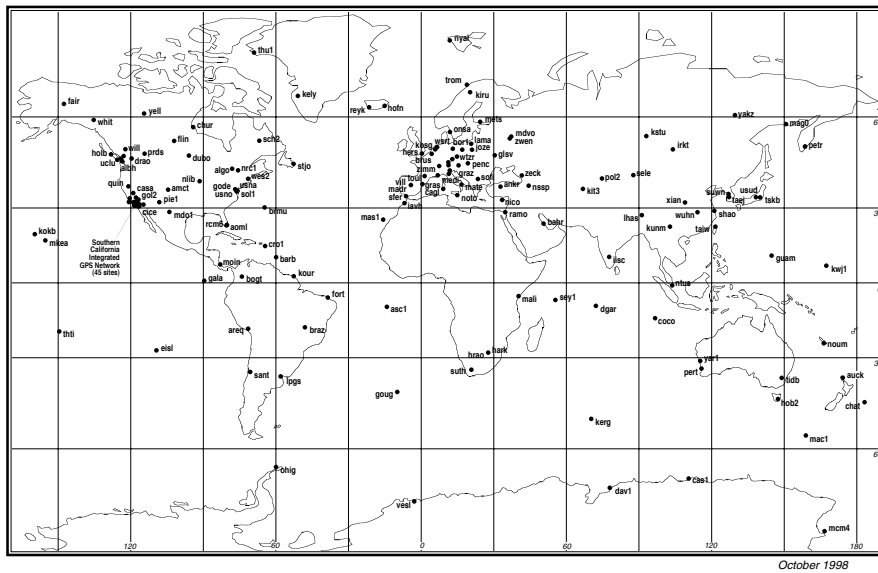 nyal
thu1
trom
kiru
kely
fair
reyk
hofn
yell
whit
mets
yakz
mag0
chur
onsa
mdvo
zwen
kstu
petr
flin
sch2
will
prds
holb
drao
uclu
albh
dubo
kosg
wsrt
bor1
lama
joze
hers
brus
wtzr
glsv
irkt
algo
nrc1
stjo
wes2
zimm
penc
graz
zeck
pol2
sele
nlib
quin
casa
amct
gol2
gode
usna
usno
sol1
toul
vill
madr
sfer
gras
cagl
medi
mate
noto
sofi
ankr
nssp
kit3
suwn
taej
usud
tskb
pie1
cice
mdo1
brmu
lavb
nico
ramo
xian
wuhn
shao
mas1
bahr
lhas
kunm
taiw
rcm6
aoml
kokb
mkea
Southern
California
Integrated
GPS Network
(45 sites)
cro1
barb
moin
kour
gala
bogt
iisc
guam
kwj1
ntus
fort
asc1
mali
sey1
dgar
coco
thti
areq
braz
eisl
noum
hrao
hark
yar1
sant
lpgs
suth
pert
tidb
auck
goug
hob2
chat
kerg
mac1
ohig
vesl
dav1
cas1
mcm4
120
60
0
60
120
180
October 1998